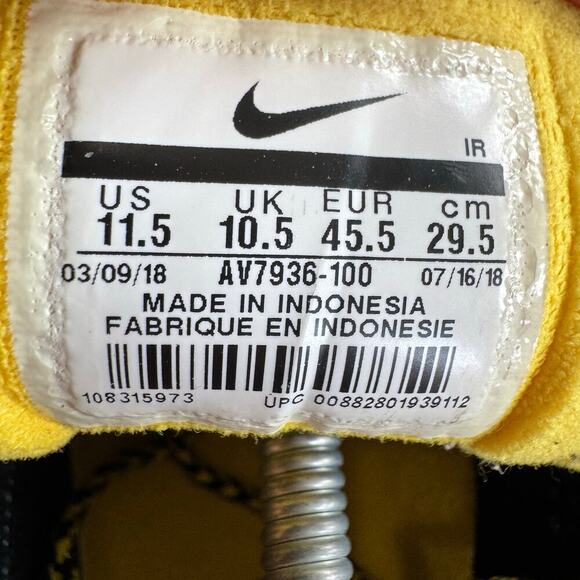 IR
US UK EUR cm
11.5 10.5 45.5 29.5
03/09/18 AV7936-100 07/16/18
MADE IN INDONESIA
FABRIQUE EN INDONESIE
108315973 UPC 00882801939112